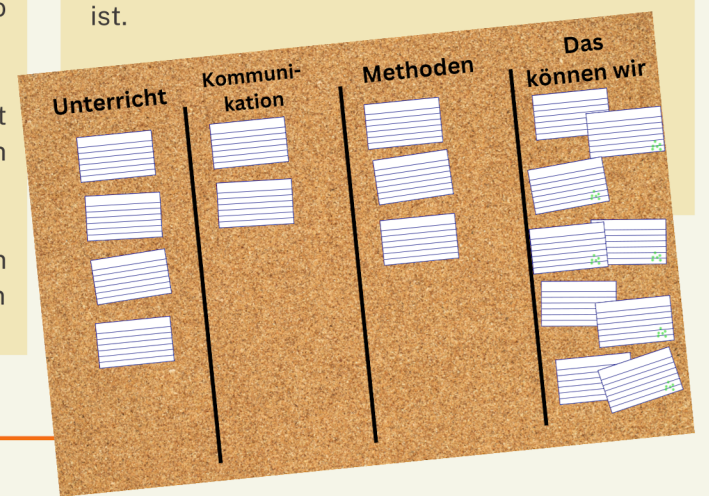 ist.
Unterricht
Kommuni-
kation
Methoden
Das
können wir